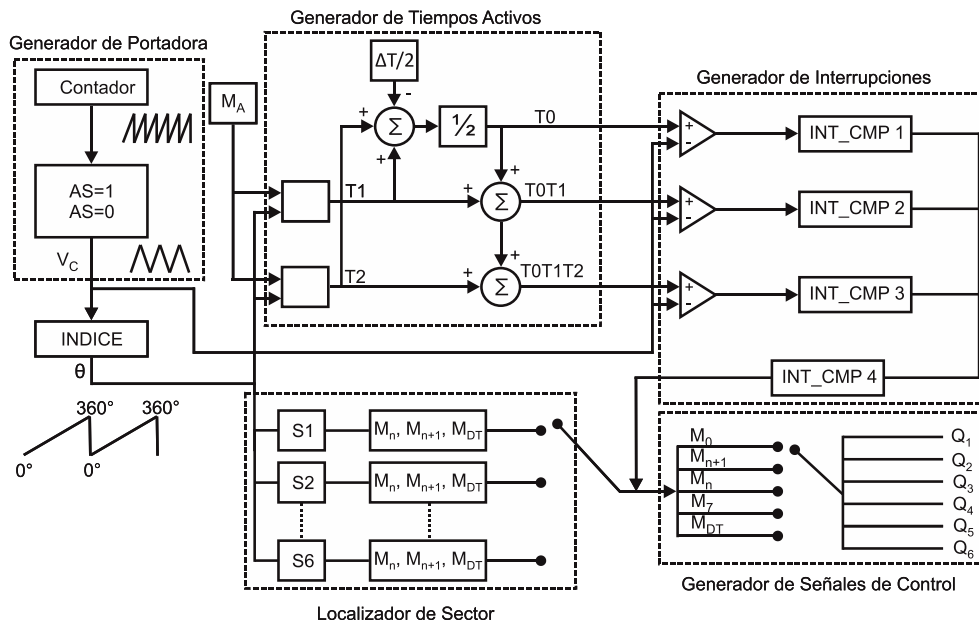 Generador de Tiempos Activos
Generador de Portadora
Contador
M_A
ΔT/2
Generador de Interrupciones
-
+
Σ
½
T0
+
-
INT_CMP 1
AS=1
AS=0
+
+
T1
+
Σ
T0T1
+
-
INT_CMP 2
V_C
+
T2
+
Σ
T0T1T2
+
-
INT_CMP 3
INDICE
θ
INT_CMP 4
360°
360°
0°
0°
S1
M_n, M_n+1, M_DT
S2
M_n, M_n+1, M_DT
S6
M_n, M_n+1, M_DT
M_0
M_n+1
M_n
M_7
M_DT
Q_1
Q_2
Q_3
Q_4
Q_5
Q_6
Generador de Señales de Control
Localizador de Sector